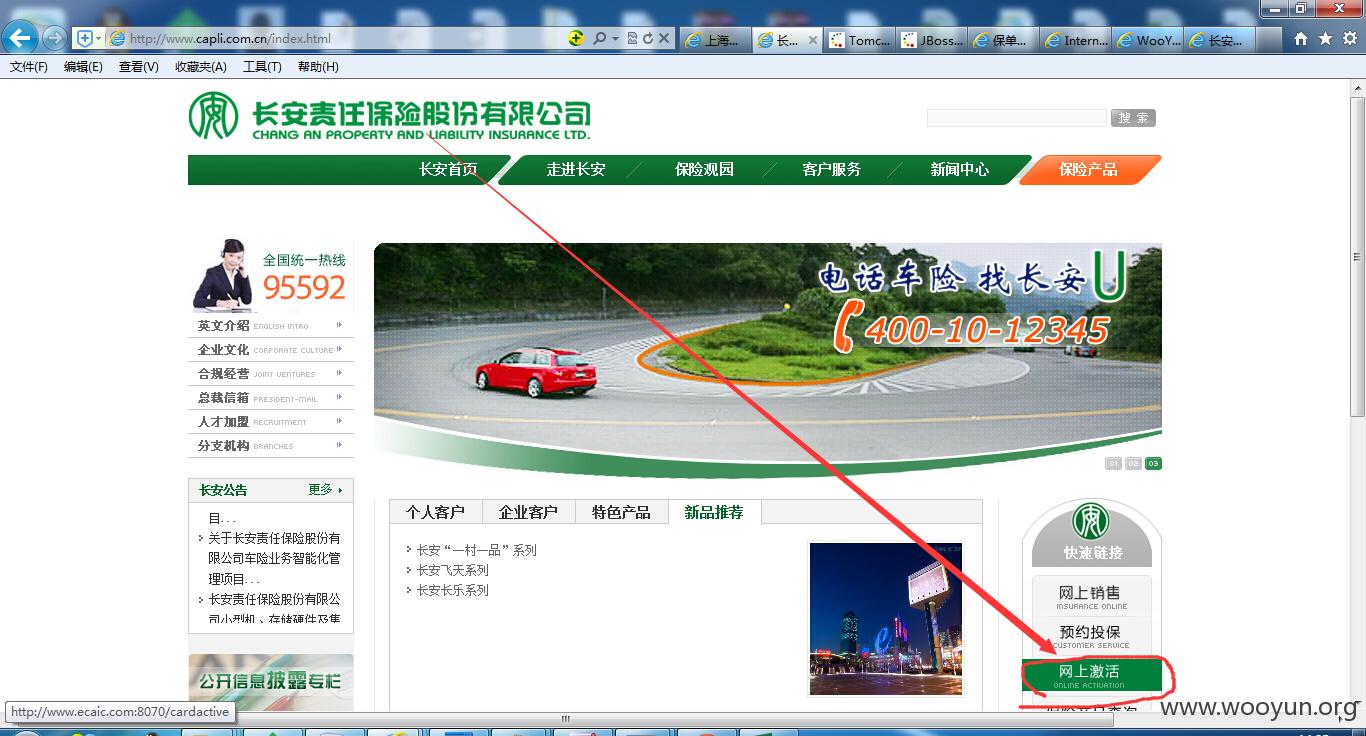 http://www.capli.com.cn/index.html
上海...
长...
Tomc...
JBoss...
保单...
Intern...
WooY...
长安...
文件(F) 编辑(E) 查看(V) 收藏夹(A) 工具(T) 帮助(H)
长安责任保险股份有限公司
CHANG AN PROPERTY AND LIABILITY INSURANCE LTD.
搜 索
长安首页 走进长安 保险观园 客户服务 新闻中心 保险产品
全国统一热线
95592
英文介绍 ENGLISH INTRO
企业文化 CORPORATE CULTURE
合规经营 JOINT VENTURES
总裁信箱 PRESIDENT-MAIL
人才加盟 RECRUITMENT
分支机构 BRANCHES
电话车险 找长安U
400-10-12345
01 02 03
长安公告 更多
目...
关于长安责任保险股份有限公司车险业务智能化管理项目...
长安责任保险股份有限公司小型机、存储硬件及售
公开信息披露专栏
个人客户 企业客户 特色产品 新品推荐
长安“一村一品”系列
长安飞天系列
长安长乐系列
快速链接
网上销售
INSURANCE ONLINE
预约投保
CUSTOMER SERVICE
网上激活
ONLINE ACTIVATION
http://www.ecaic.com:8070/cardactive
www.wooyun.org